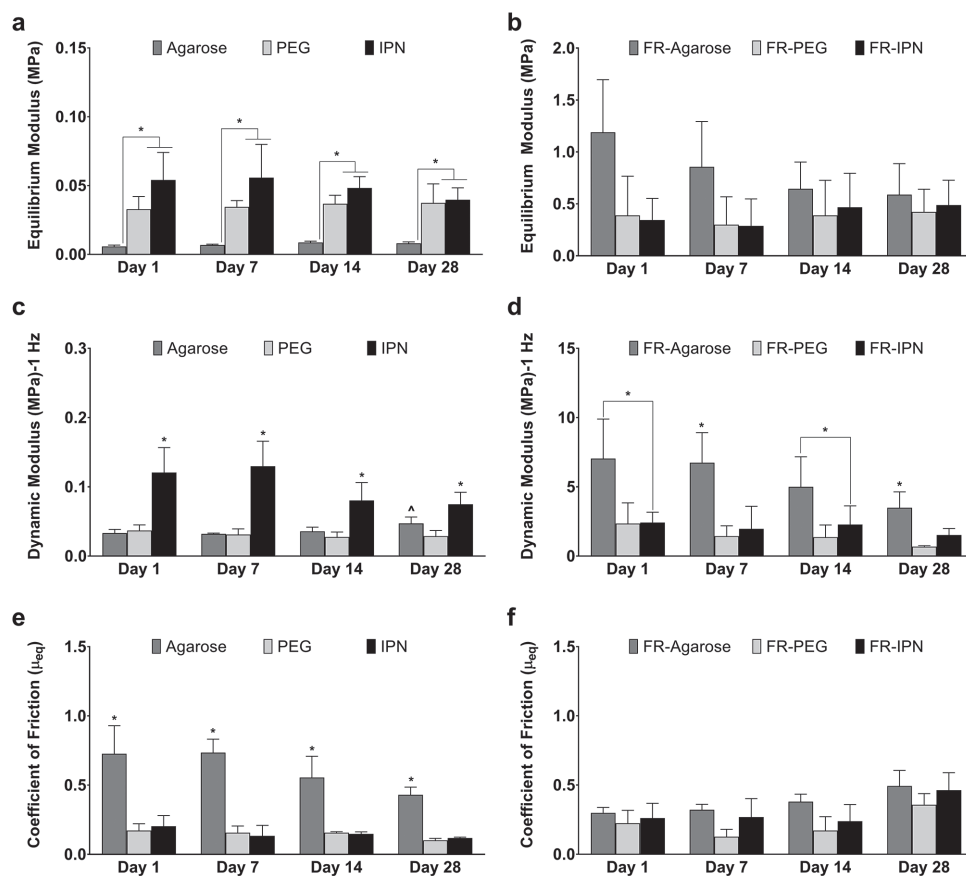 a
Equilibrium Modulus (MPa)
Agarose PEG IPN
0.15
0.10
0.05
0.00
* * * *
Day 1 Day 7 Day 14 Day 28
b
Equilibrium Modulus (MPa)
FR-Agarose FR-PEG FR-IPN
2.0
1.5
1.0
0.5
0.0
Day 1 Day 7 Day 14 Day 28
c
Dynamic Modulus (MPa)-1 Hz
Agarose PEG IPN
0.3
0.2
0.1
0.0
* * * ^ *
Day 1 Day 7 Day 14 Day 28
d
Dynamic Modulus (MPa)-1 Hz
FR-Agarose FR-PEG FR-IPN
15
10
5
0
* * * *
Day 1 Day 7 Day 14 Day 28
e
Coefficient of Friction (μeq)
Agarose PEG IPN
1.5
1.0
0.5
0.0
* * * *
Day 1 Day 7 Day 14 Day 28
f
Coefficient of Friction (μeq)
FR-Agarose FR-PEG FR-IPN
1.5
1.0
0.5
0.0
Day 1 Day 7 Day 14 Day 28